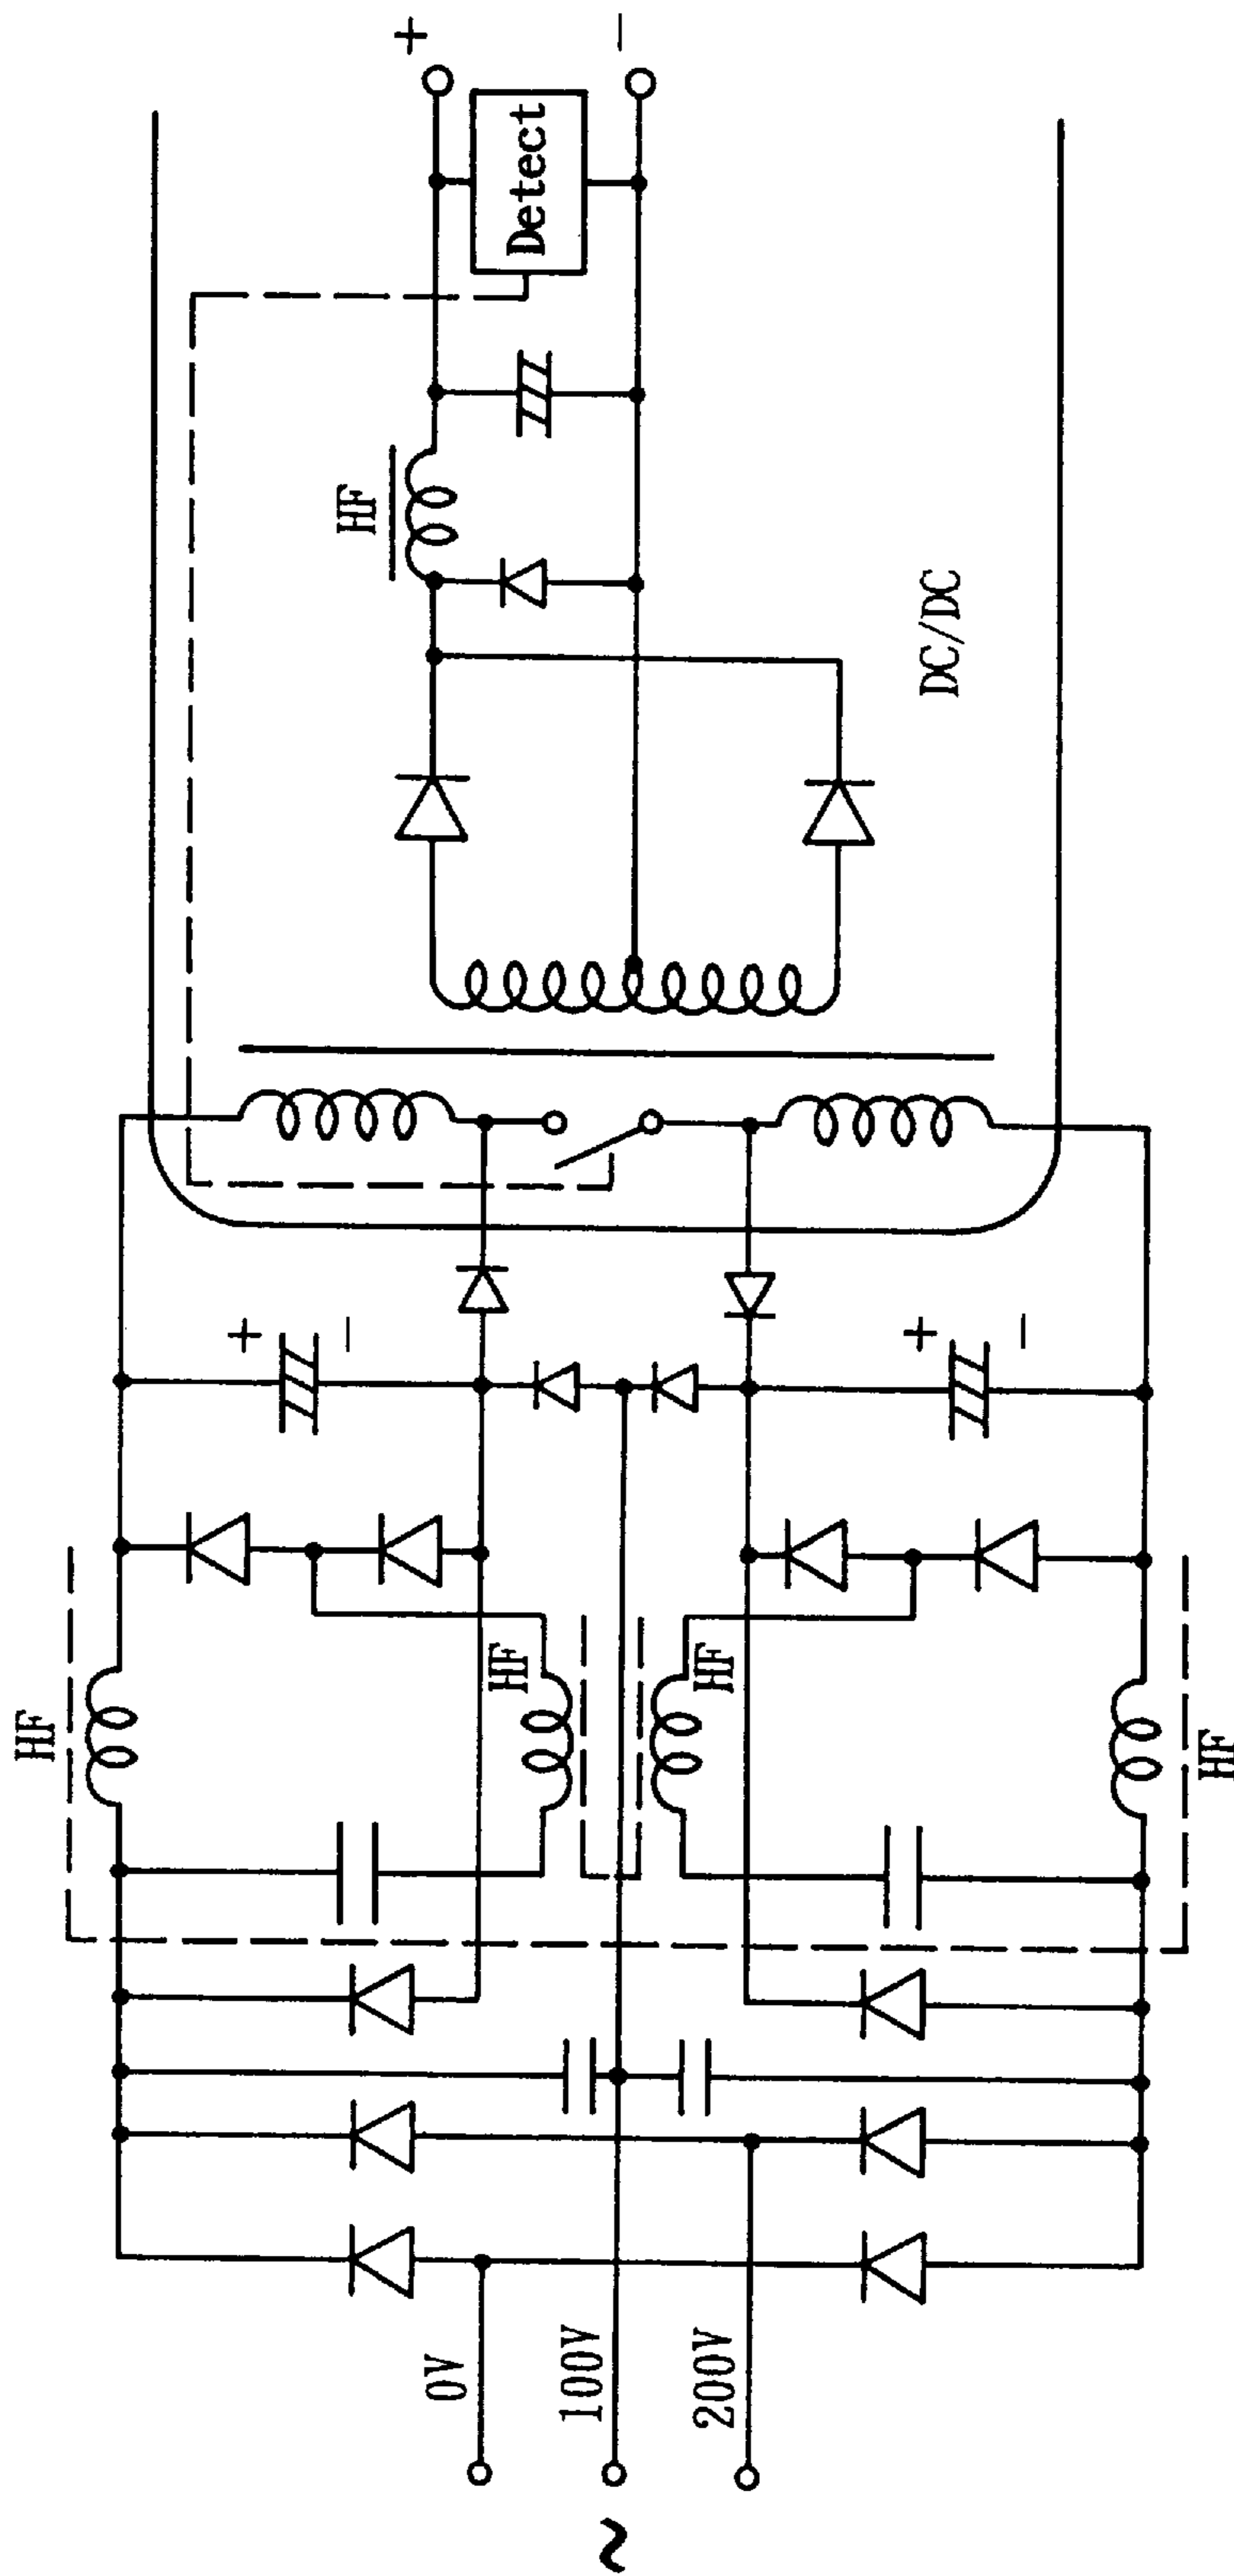 ~
0V
100V
200V
HF
HF
HF
HF
+
−
+
−
HF
DC/DC
Detect
+
−